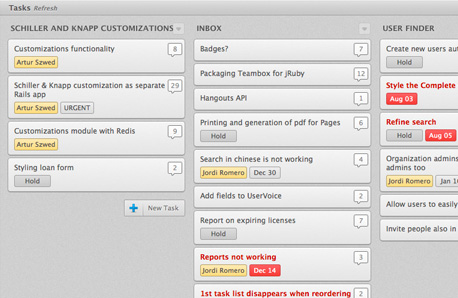 Tasks Refresh
SCHILLER AND KNAPP CUSTOMIZATIONS
Customizations functionality 8
Artur Szwed
Schiller & Knapp customization as separate 29
Rails app
Artur Szwed URGENT
Customizations module with Redis 9
Artur Szwed
Styling loan form 2
Hold
New Task
INBOX
Badges? 7
Packaging Teambox for jRuby 12
Hangouts API 1
Printing and generation of pdf for Pages 6
Hold
Search in chinese is not working 4
Jordi Romero Dec 30
Add fields to UserVoice 2
Report on expiring licenses 7
Hold
Reports not working 3
Jordi Romero Dec 14
1st task list disappears when reordering 2
USER FINDER
Create new users
Hold
Style the Complete
Aug 03
Refine search
Hold Aug 05
Organization
admins too
Jordi Romero
Allow users to easily
Invite people also in